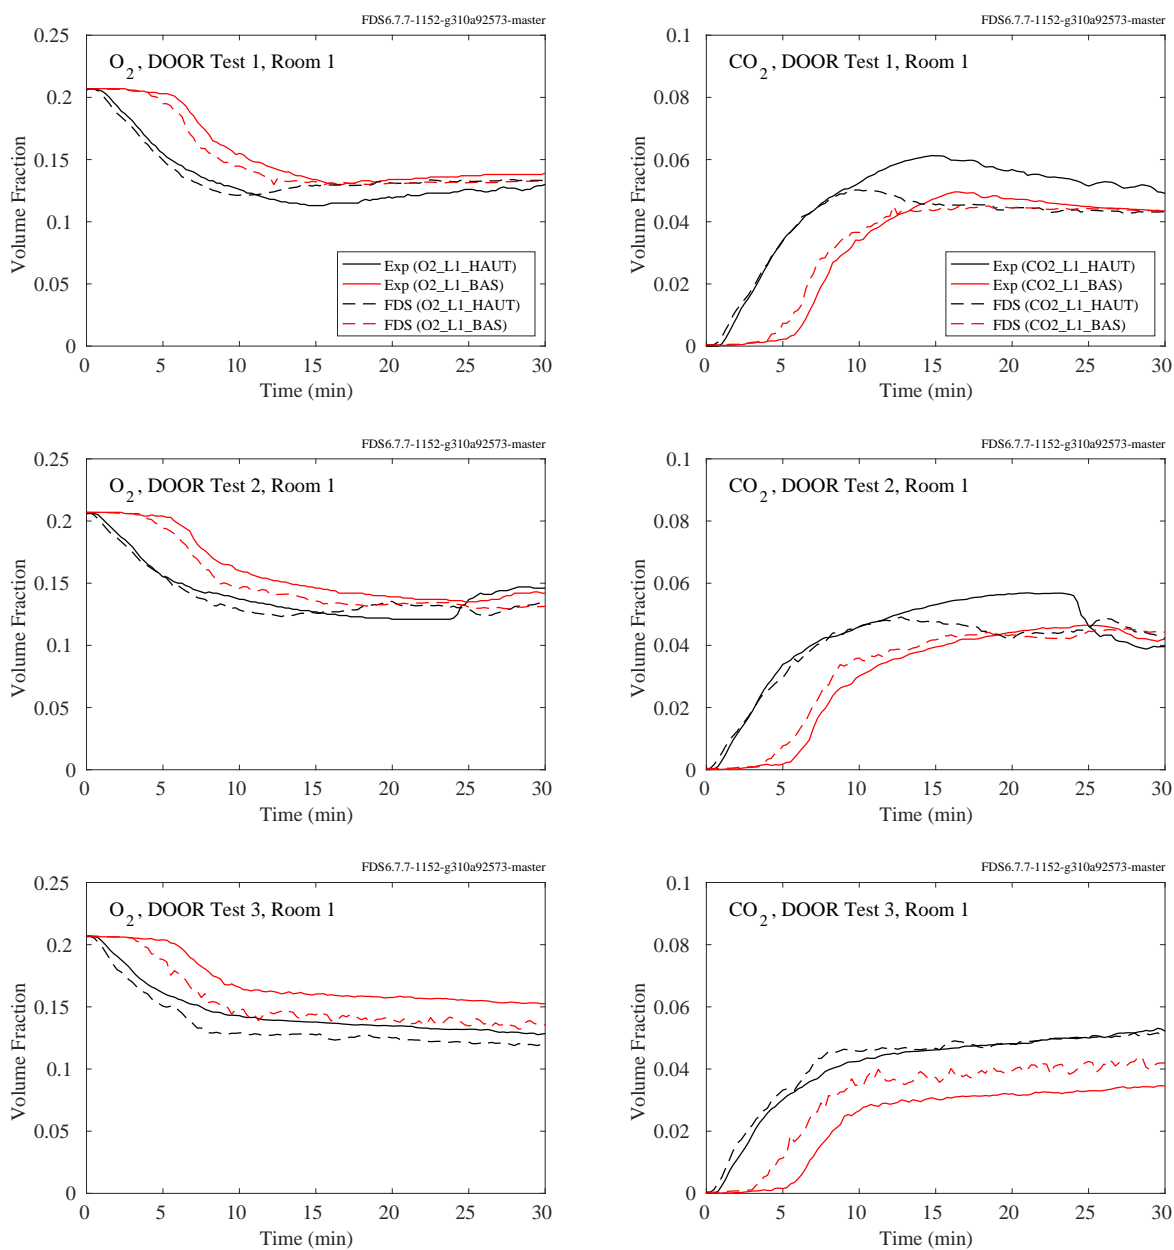 FDS6.7.7-1152-g310a92573-master
O2, DOOR Test 1, Room 1
Volume Fraction
0.25
0.2
0.15
0.1
0.05
0
Exp (O2_L1_HAUT)
Exp (O2_L1_BAS)
FDS (O2_L1_HAUT)
FDS (O2_L1_BAS)
0 5 10 15 20 25 30
Time (min)
FDS6.7.7-1152-g310a92573-master
CO2, DOOR Test 1, Room 1
Volume Fraction
0.1
0.08
0.06
0.04
0.02
0
Exp (CO2_L1_HAUT)
Exp (CO2_L1_BAS)
FDS (CO2_L1_HAUT)
FDS (CO2_L1_BAS)
0 5 10 15 20 25 30
Time (min)
FDS6.7.7-1152-g310a92573-master
O2, DOOR Test 2, Room 1
Volume Fraction
0.25
0.2
0.15
0.1
0.05
0
0 5 10 15 20 25 30
Time (min)
FDS6.7.7-1152-g310a92573-master
CO2, DOOR Test 2, Room 1
Volume Fraction
0.1
0.08
0.06
0.04
0.02
0
0 5 10 15 20 25 30
Time (min)
FDS6.7.7-1152-g310a92573-master
O2, DOOR Test 3, Room 1
Volume Fraction
0.25
0.2
0.15
0.1
0.05
0
0 5 10 15 20 25 30
Time (min)
FDS6.7.7-1152-g310a92573-master
CO2, DOOR Test 3, Room 1
Volume Fraction
0.1
0.08
0.06
0.04
0.02
0
0 5 10 15 20 25 30
Time (min)